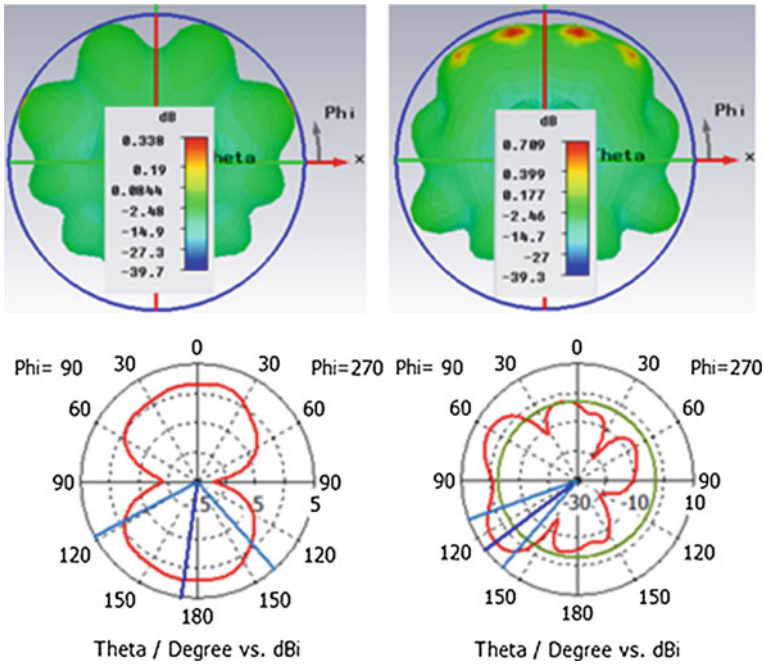 dB
0.338
0.19
0.0844
-2.48
-14.9
-27.3
-39.7
heta
Phi
x
dB
0.709
0.399
0.177
-2.46
-14.7
-27
-39.3
Theta
Phi
x
Phi= 90 30 0 30 Phi=270
60 60
90 5 5 90 5
120 120
150 180 150
Theta / Degree vs. dBi
Phi= 90 30 0 30 Phi=270
60 60
90 30 -10 90 10
120 120
150 180 150
Theta / Degree vs. dBi